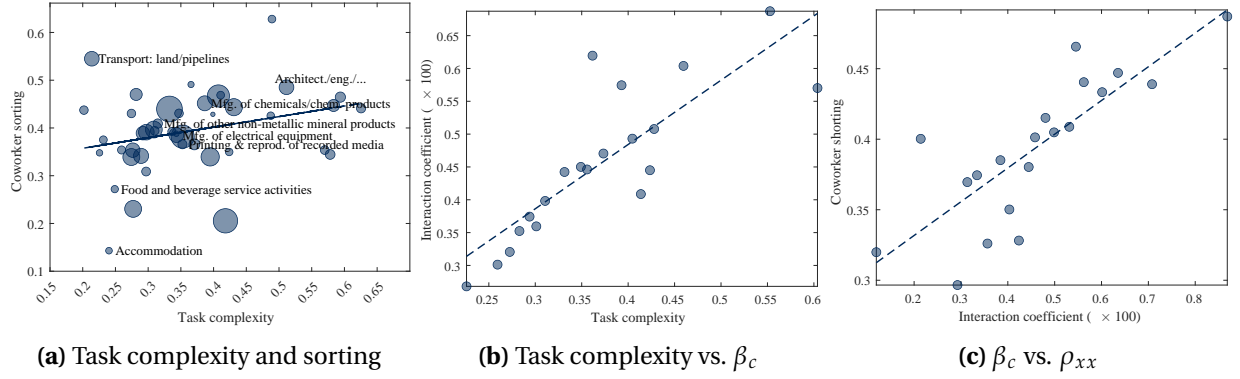 0.6
0.5
0.4
0.3
0.2
0.1
Coworker sorting
Transport: land/pipelines
Architect./eng./...
Mfg. of chemicals/chem. products
Mfg. of other non-metallic mineral products
Mfg. of electrical equipment
Printing & reprod. of recorded media
Food and beverage service activities
Accommodation
0.15 0.2 0.25 0.3 0.35 0.4 0.45 0.5 0.55 0.6 0.65
Task complexity
(a) Task complexity and sorting
0.65
0.6
0.55
0.5
0.45
0.4
0.35
0.3
Interaction coefficient ( × 100)
0.25 0.3 0.35 0.4 0.45 0.5 0.55 0.6
Task complexity
(b) Task complexity vs. β_c
0.45
0.4
0.35
0.3
Coworker shorting
0.2 0.3 0.4 0.5 0.6 0.7 0.8
Interaction coefficient ( × 100)
(c) β_c vs. ρ_xx